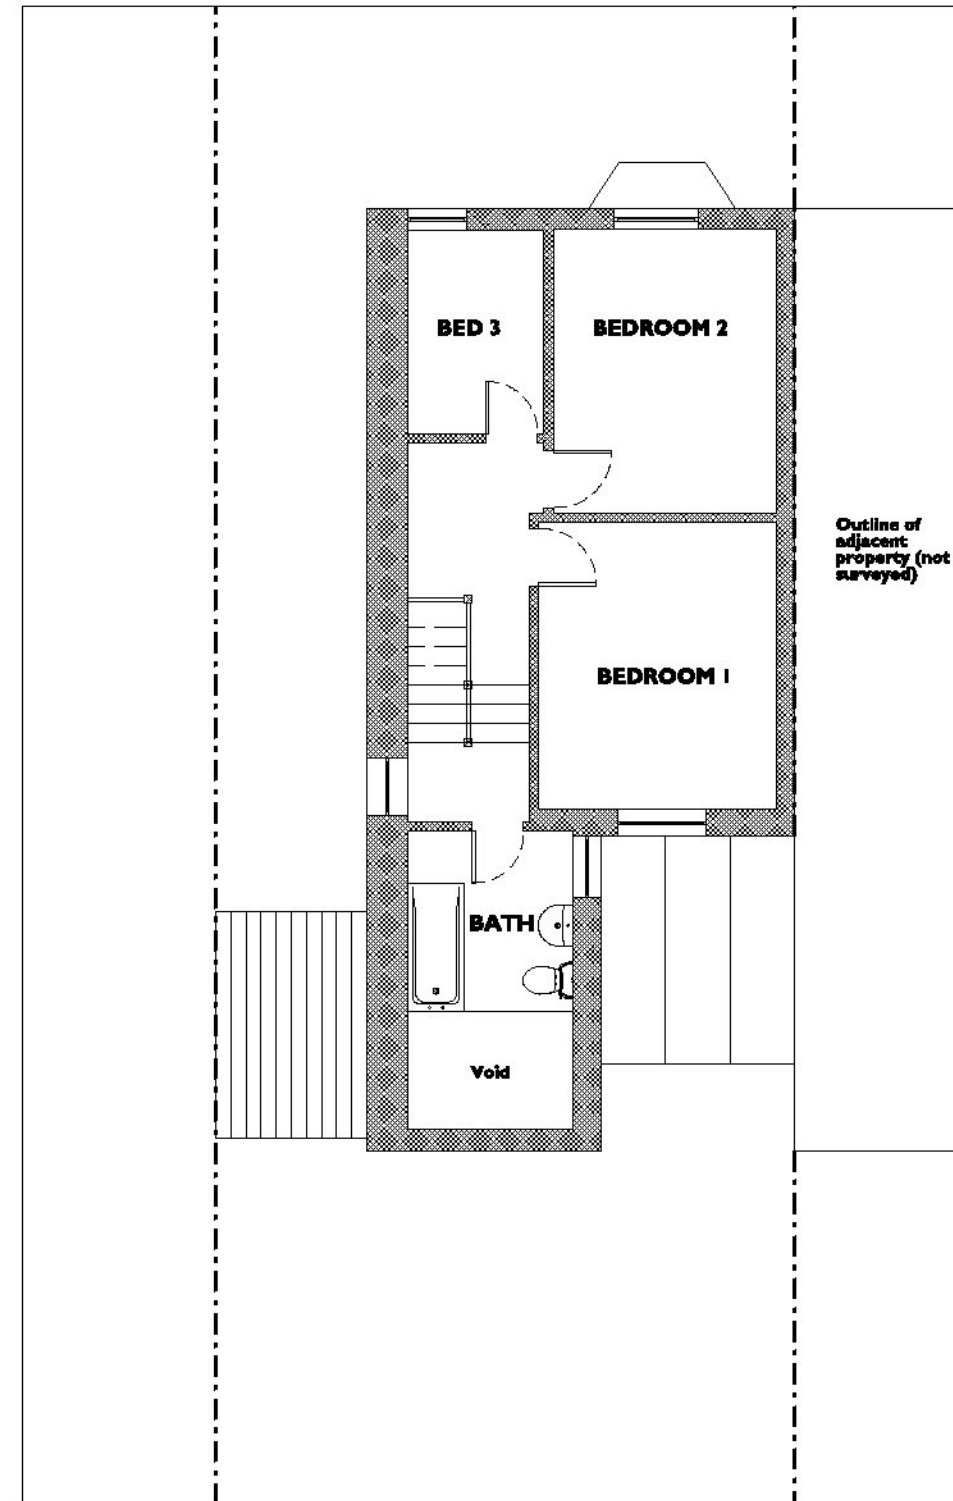 BED 3
BEDROOM 2
Outline of
adjacent
property (not
surveyed)
BEDROOM 1
BATH
Void